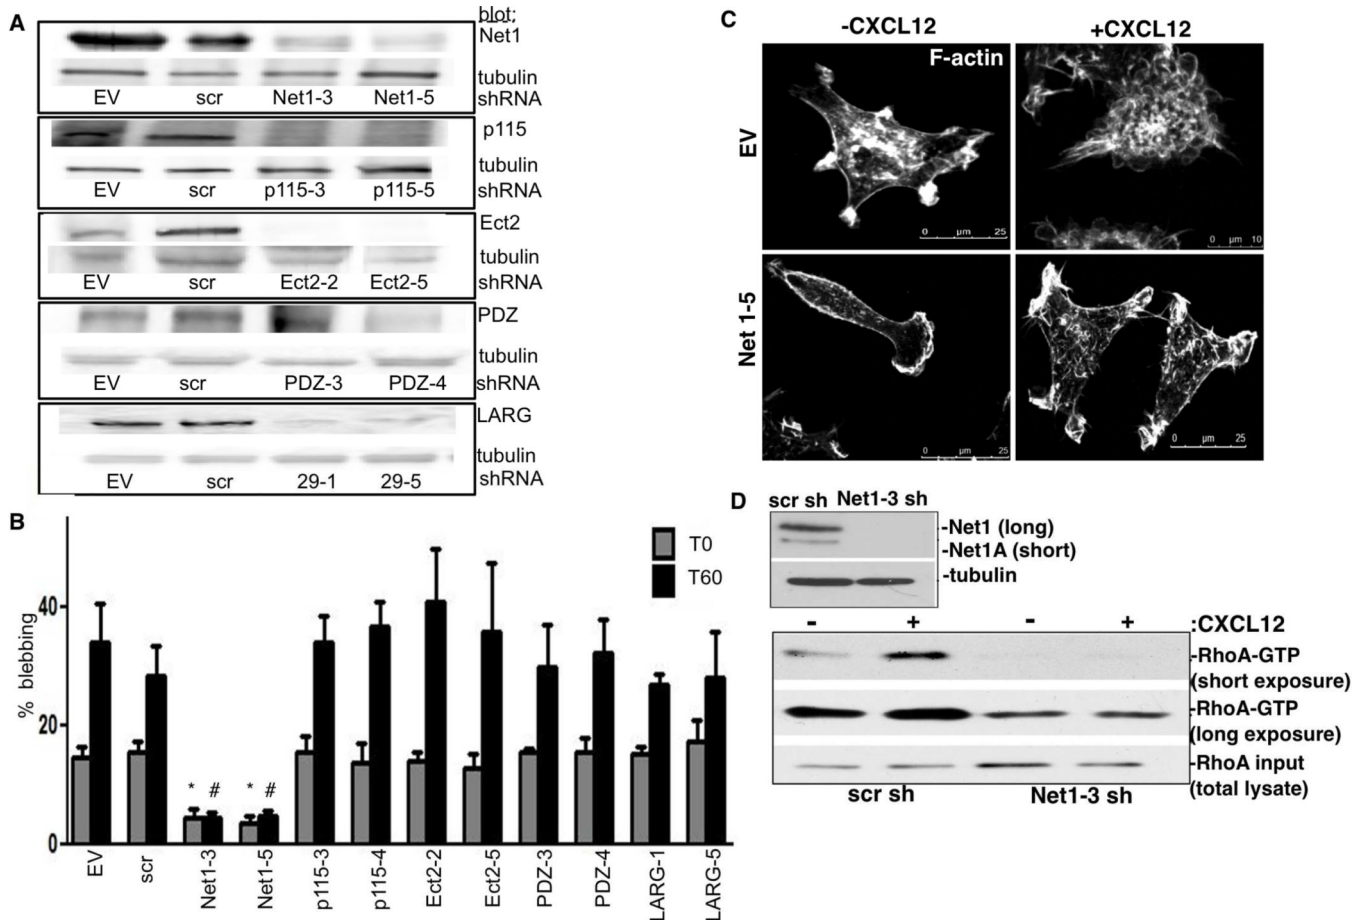 A
blot:
Net1
tubulin
EV scr Net1-3 Net1-5 shRNA
p115
tubulin
EV scr p115-3 p115-5 shRNA
Ect2
tubulin
EV scr Ect2-2 Ect2-5 shRNA
PDZ
tubulin
EV scr PDZ-3 PDZ-4 shRNA
LARG
tubulin
EV scr 29-1 29-5 shRNA
B
T0
T60
% blebbing
40
20
0
* # * #
EV scr Net1-3 Net1-5 p115-3 p115-4 Ect2-2 Ect2-5 PDZ-3 PDZ-4 LARG-1 LARG-5
C
-CXCL12 +CXCL12
F-actin
EV
0 µm 25
0 µm 10
Net 1-5
0 µm 25
0 µm 25
D
scr sh Net1-3 sh
-Net1 (long)
-Net1A (short)
-tubulin
- + - + :CXCL12
-RhoA-GTP
(short exposure)
-RhoA-GTP
(long exposure)
-RhoA input
(total lysate)
scr sh Net1-3 sh